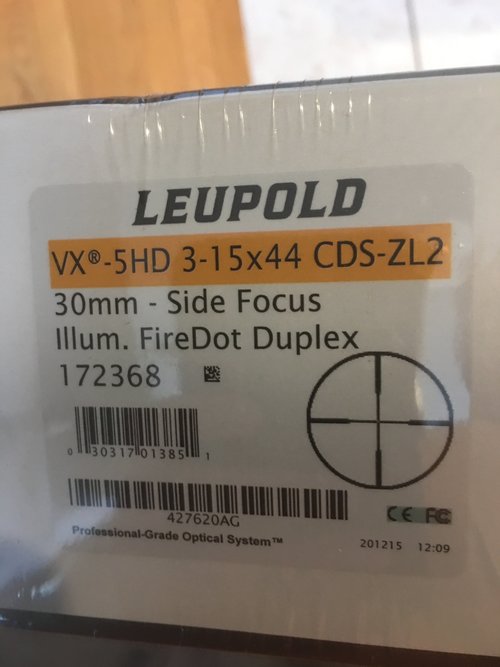 LEUPOLD
VX®-5HD 3-15x44 CDS-ZL2
30mm - Side Focus
Illum. FireDot Duplex
172368
0 30317 01385 1
427620AG
CE FC
Professional-Grade Optical System™
201215 12:09